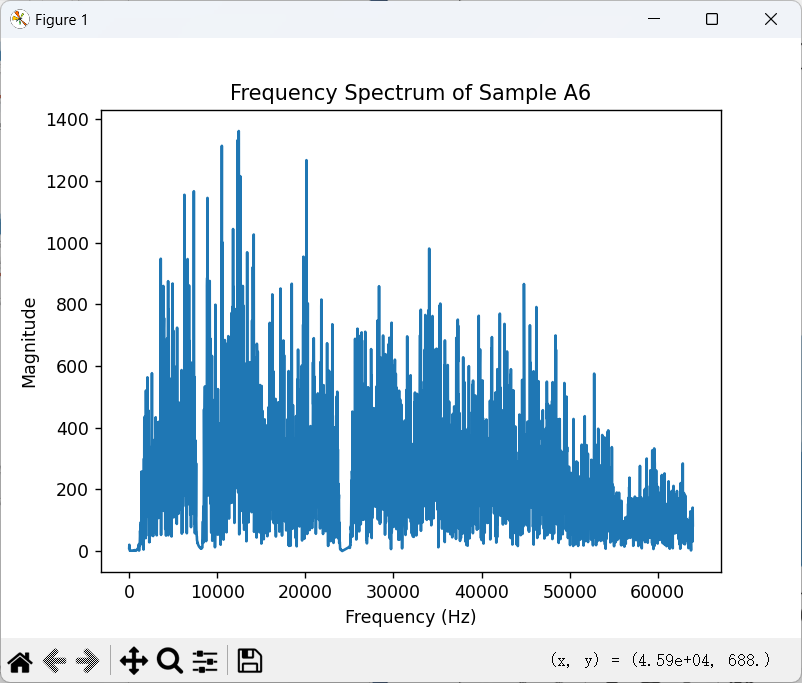 Figure 1
Frequency Spectrum of Sample A6
1400
1200
1000
800
600
400
200
0
Magnitude
0 10000 20000 30000 40000 50000 60000
Frequency (Hz)
(x, y) = (4.59e+04, 688.)